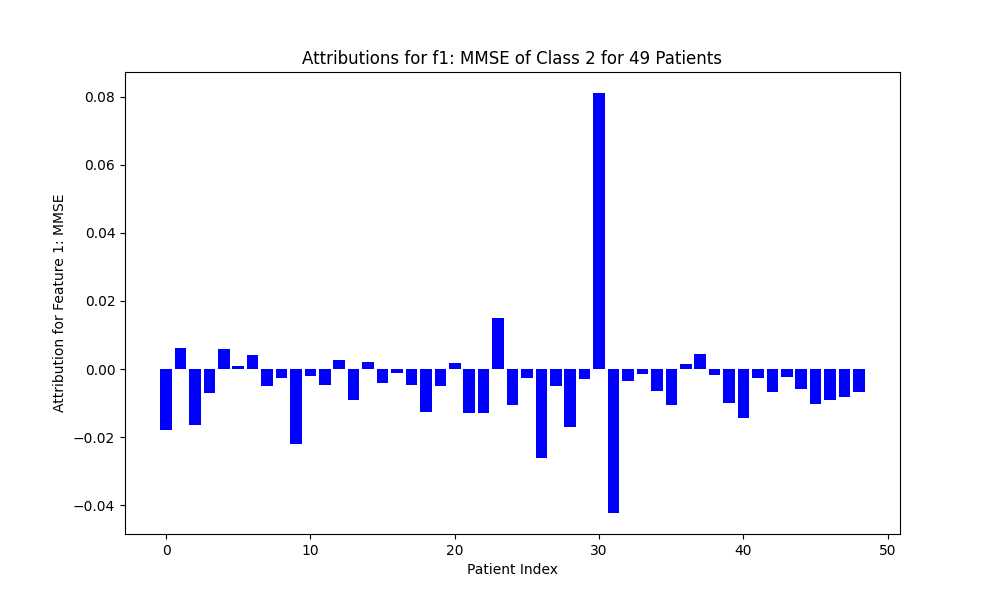 Attributions for f1: MMSE of Class 2 for 49 Patients
Attribution for Feature 1: MMSE
0.08
0.06
0.04
0.02
0.00
−0.02
−0.04
0 10 20 30 40 50
Patient Index